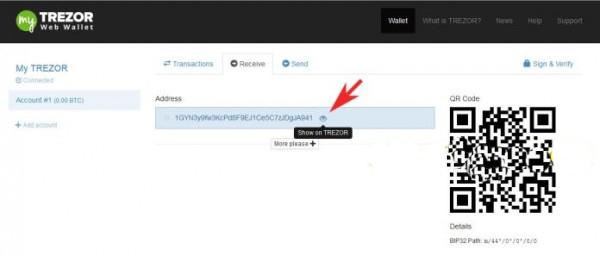 my TREZOR
Web Wallet
Wallet
What is TREZOR?
News
Help
Support
My TREZOR
Connected
Account #1 (0.00 BTC)
Add account
Transactions
Receive
Send
Sign & Verify
Address
Show on TREZOR
More please
QR Code
Details
BIP32 Path: m/44'/0'/0'/0/0